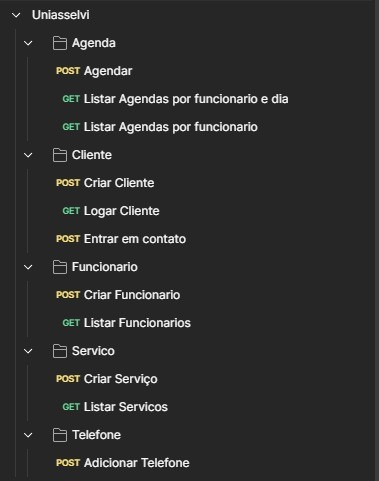 Uniasselvi
Agenda
POST Agendar
GET Listar Agendas por funcionario e dia
GET Listar Agendas por funcionario
Cliente
POST Criar Cliente
GET Logar Cliente
POST Entrar em contato
Funcionario
POST Criar Funcionario
GET Listar Funcionarios
Servico
POST Criar Serviço
GET Listar Servicos
Telefone
POST Adicionar Telefone